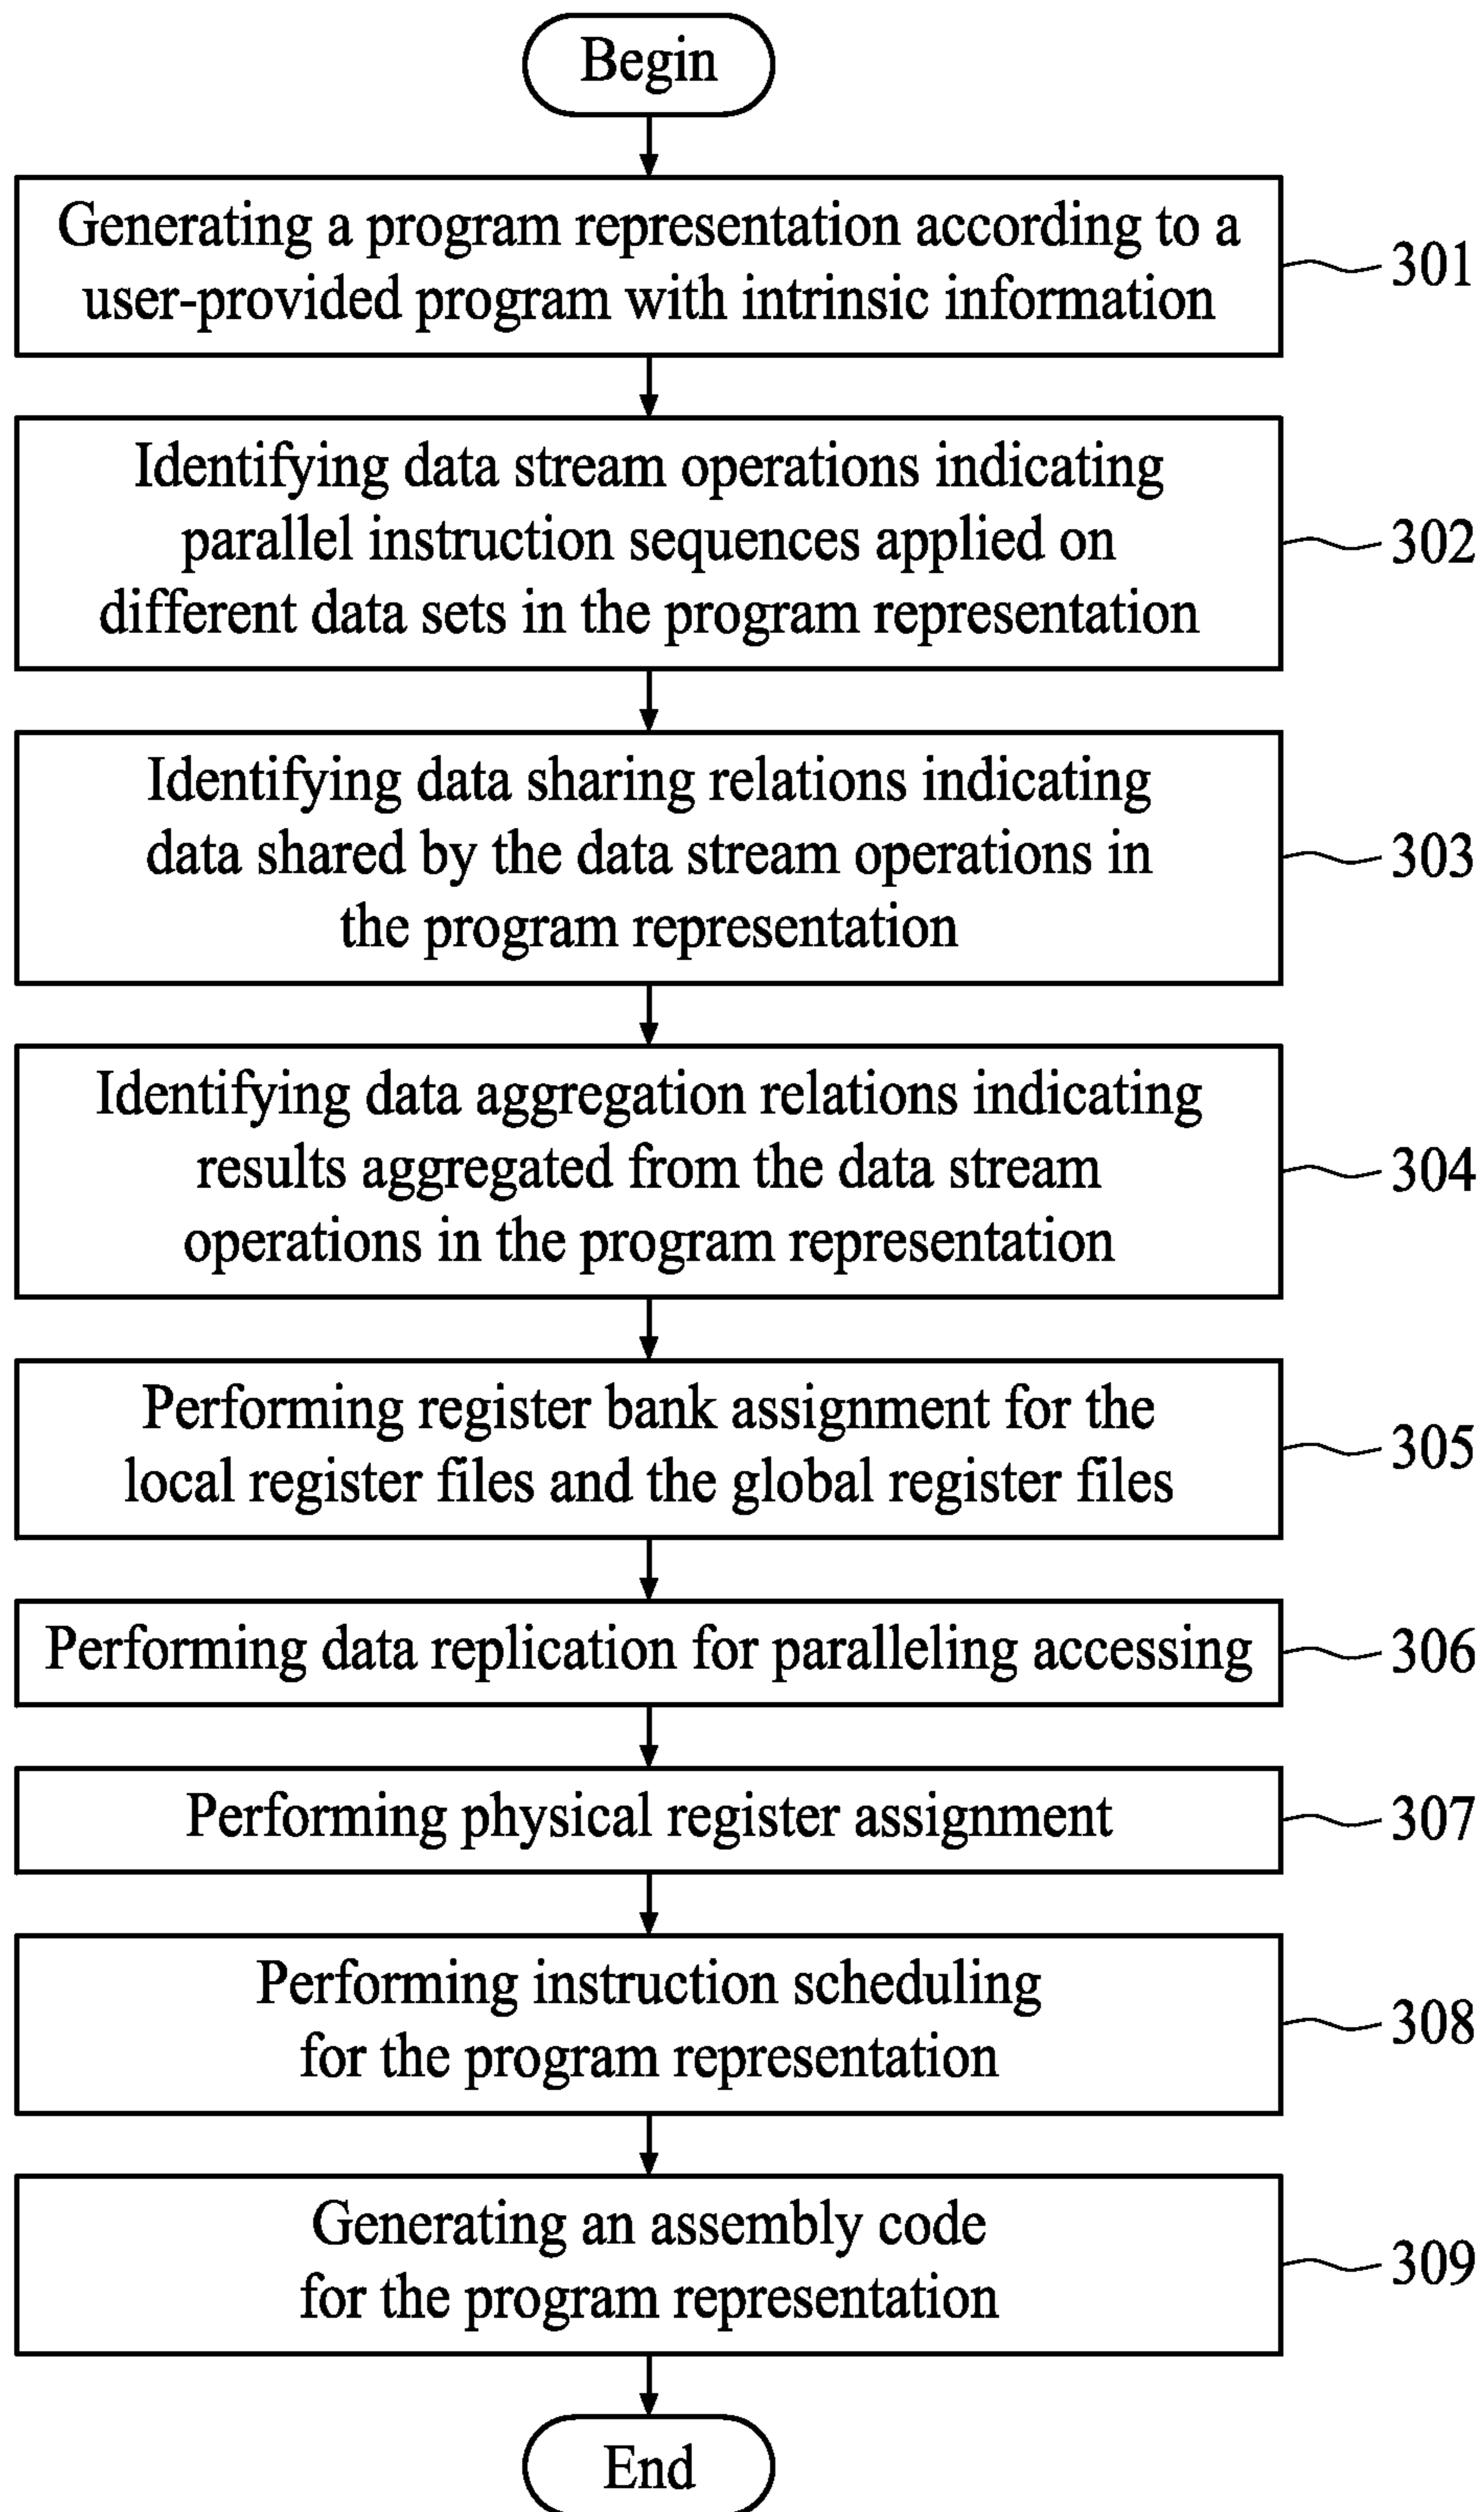 Begin
Generating a program representation according to a
user-provided program with intrinsic information
301
Identifying data stream operations indicating
parallel instruction sequences applied on
different data sets in the program representation
302
Identifying data sharing relations indicating
data shared by the data stream operations in
the program representation
303
Identifying data aggregation relations indicating
results aggregated from the data stream
operations in the program representation
304
Performing register bank assignment for the
local register files and the global register files
305
Performing data replication for paralleling accessing
306
Performing physical register assignment
307
Performing instruction scheduling
for the program representation
308
Generating an assembly code
for the program representation
309
End